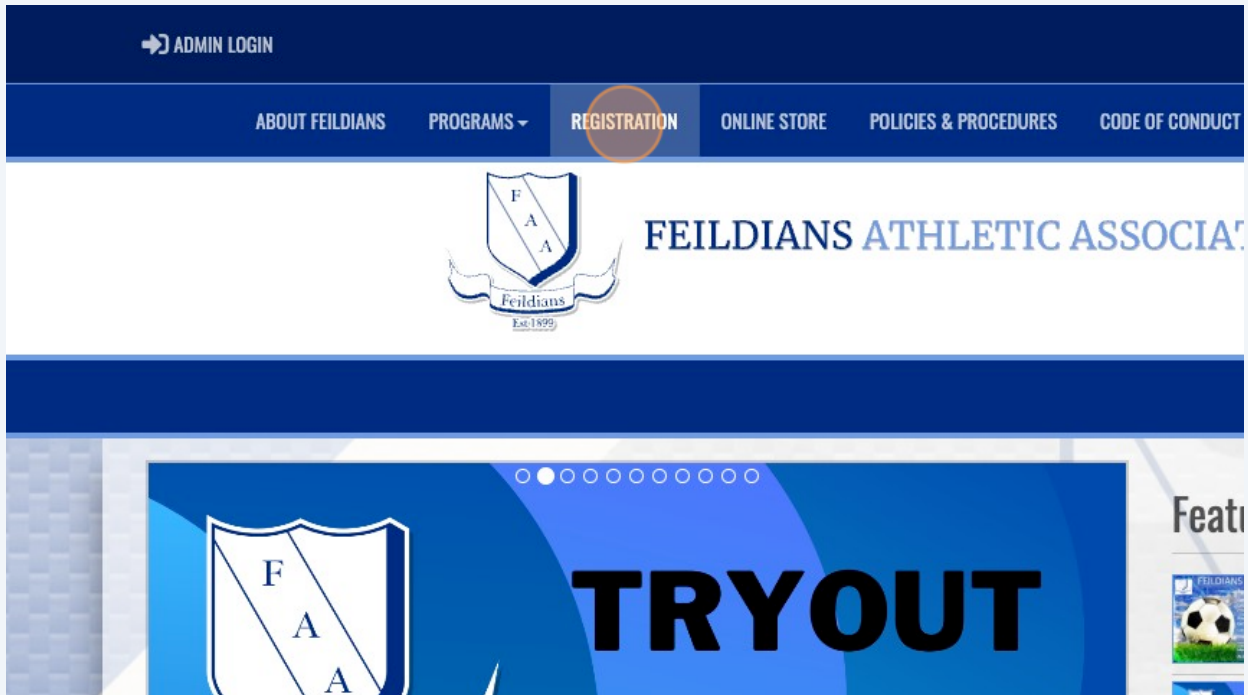 ADMIN LOGIN
ABOUT FEILDIANS PROGRAMS REGISTRATION ONLINE STORE POLICIES & PROCEDURES CODE OF CONDUCT
F
A
A
Feildians
Est-1899
FEILDIANS ATHLETIC ASSOCIAT
Featu
FEILDIANS
F
A
A
TRYOUT